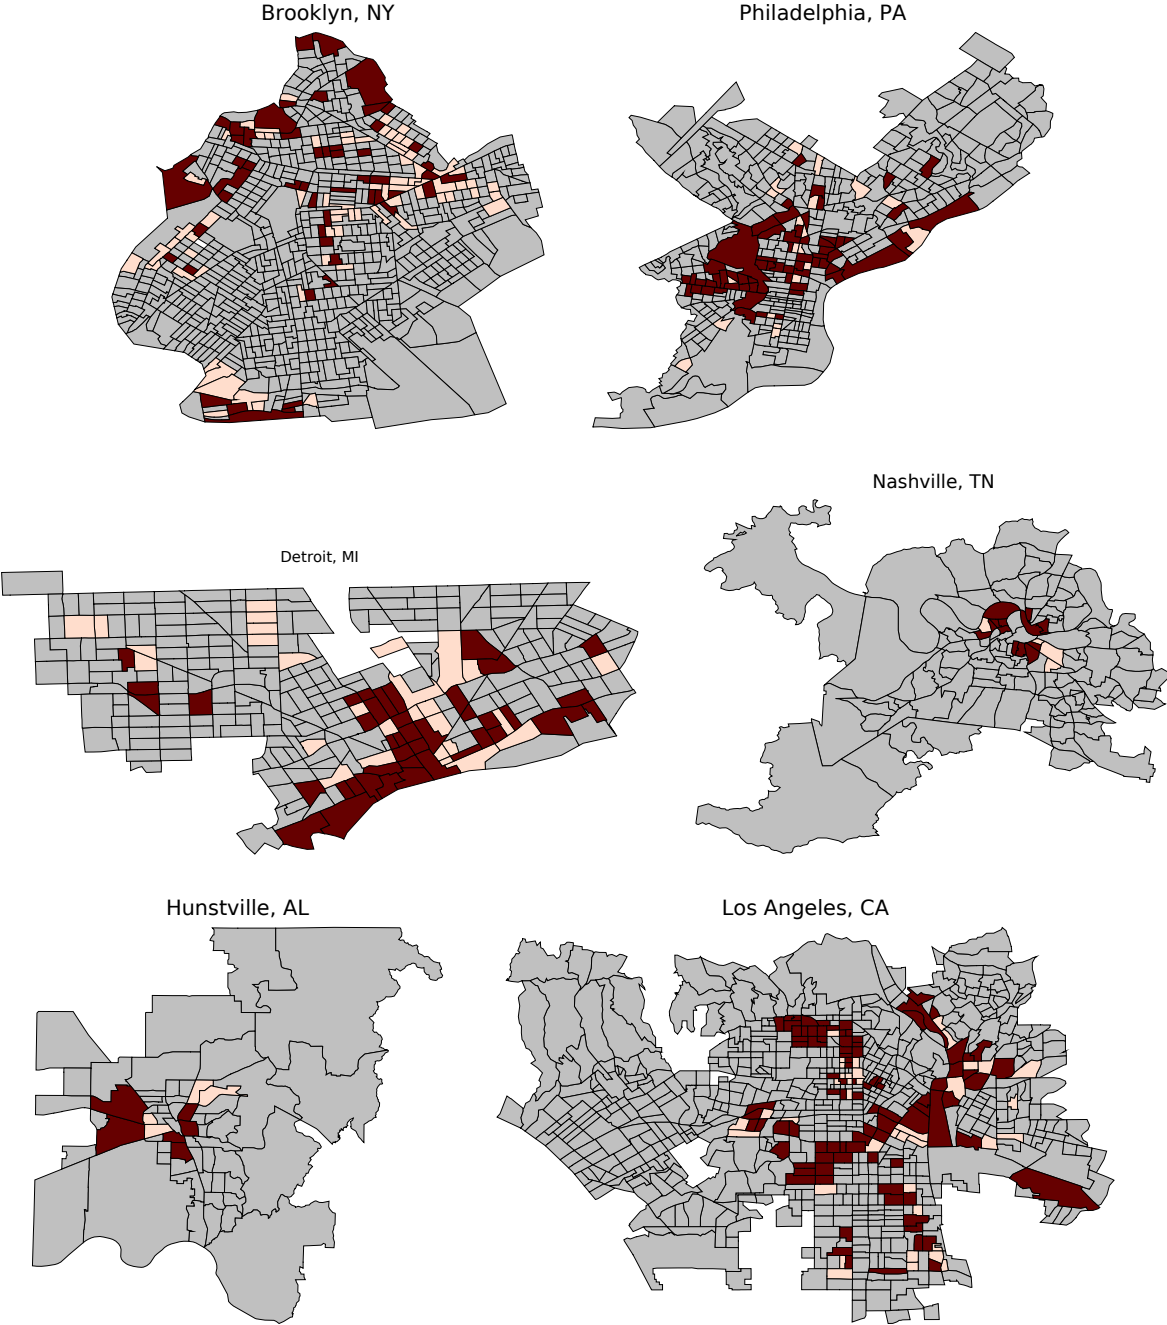 Brooklyn, NY
Philadelphia, PA
Nashville, TN
Detroit, MI
Hunstville, AL
Los Angeles, CA